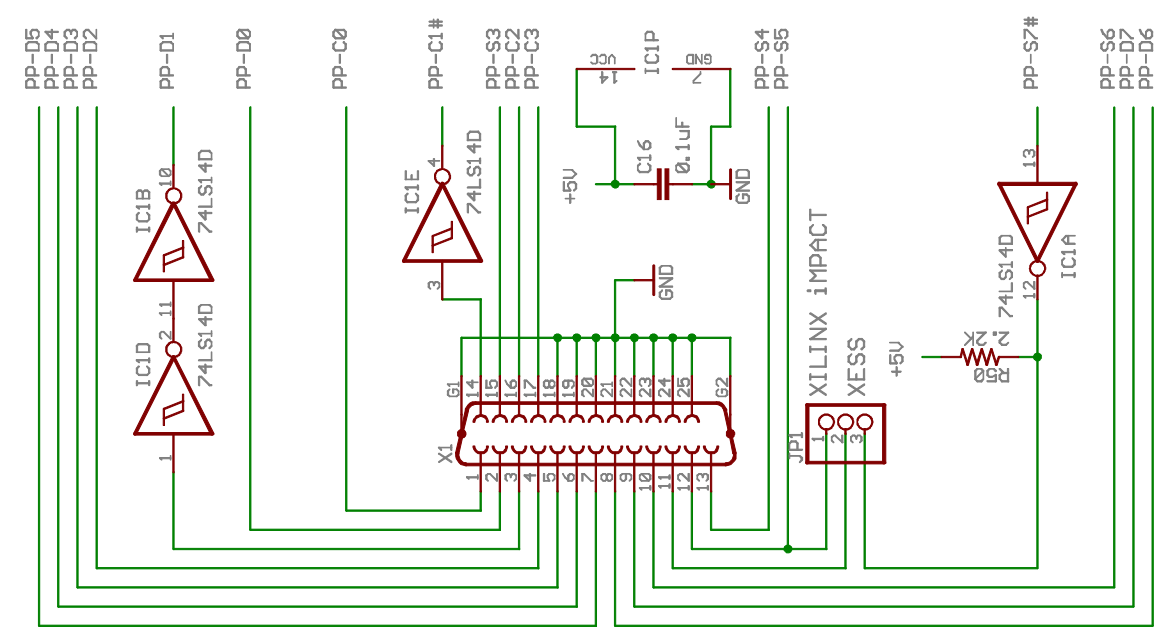 PP-D5
PP-D4
PP-D3
PP-D2
PP-D1
PP-D0
PP-C0
PP-C1#
PP-S3
PP-C2
PP-C3
VCC
14
IC1P
GND
7
PP-S4
PP-S5
PP-S7#
PP-S6
PP-D7
PP-D6
10
IC1B
74LS14D
11
2
IC1D
74LS14D
1
4
IC1E
74LS14D
3
+5V
C16
0.1uF
GND
GND
13
74LS14D
IC1A
12
+5V
2.2K
R50
XILINX iMPACT
XESS
JP1
1
2
3
X1
G1
14
15
16
17
18
19
20
21
22
23
24
25
G2
1
2
3
4
5
6
7
8
9
10
11
12
13